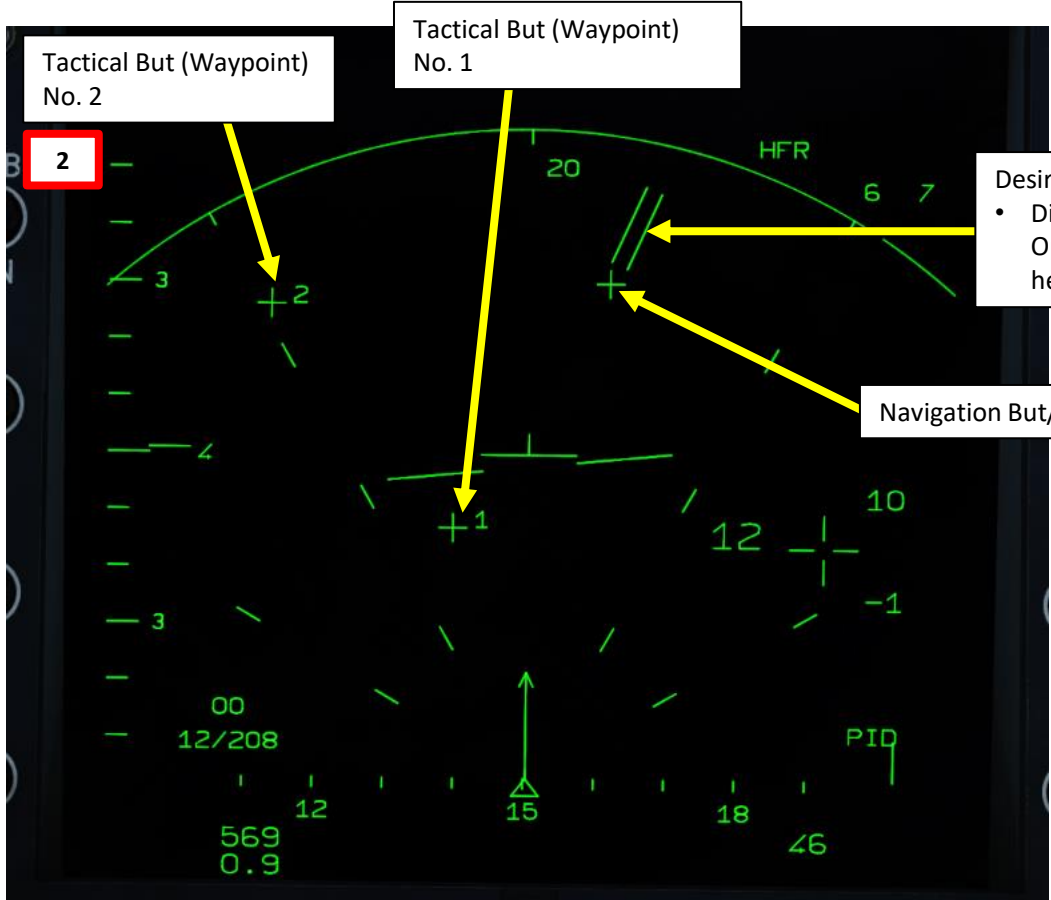 Tactical But (Waypoint)
No. 1
Tactical But (Waypoint)
No. 2
2
B
HFR
20
6 7
Desir
• Di
O
he
N
3
2
Navigation But/
4
10
1
12
-1
3
00
12/208
PID
12
15
18
569
46
0.9